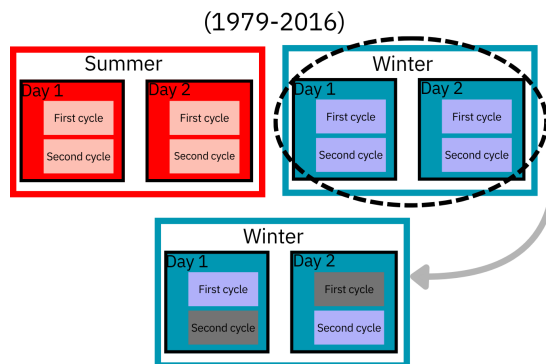 (1979-2016)
Summer
Day 1
First cycle
Second cycle
Day 2
First cycle
Second cycle
Winter
Day 1
First cycle
Second cycle
Day 2
First cycle
Second cycle
Winter
Day 1
First cycle
Second cycle
Day 2
First cycle
Second cycle